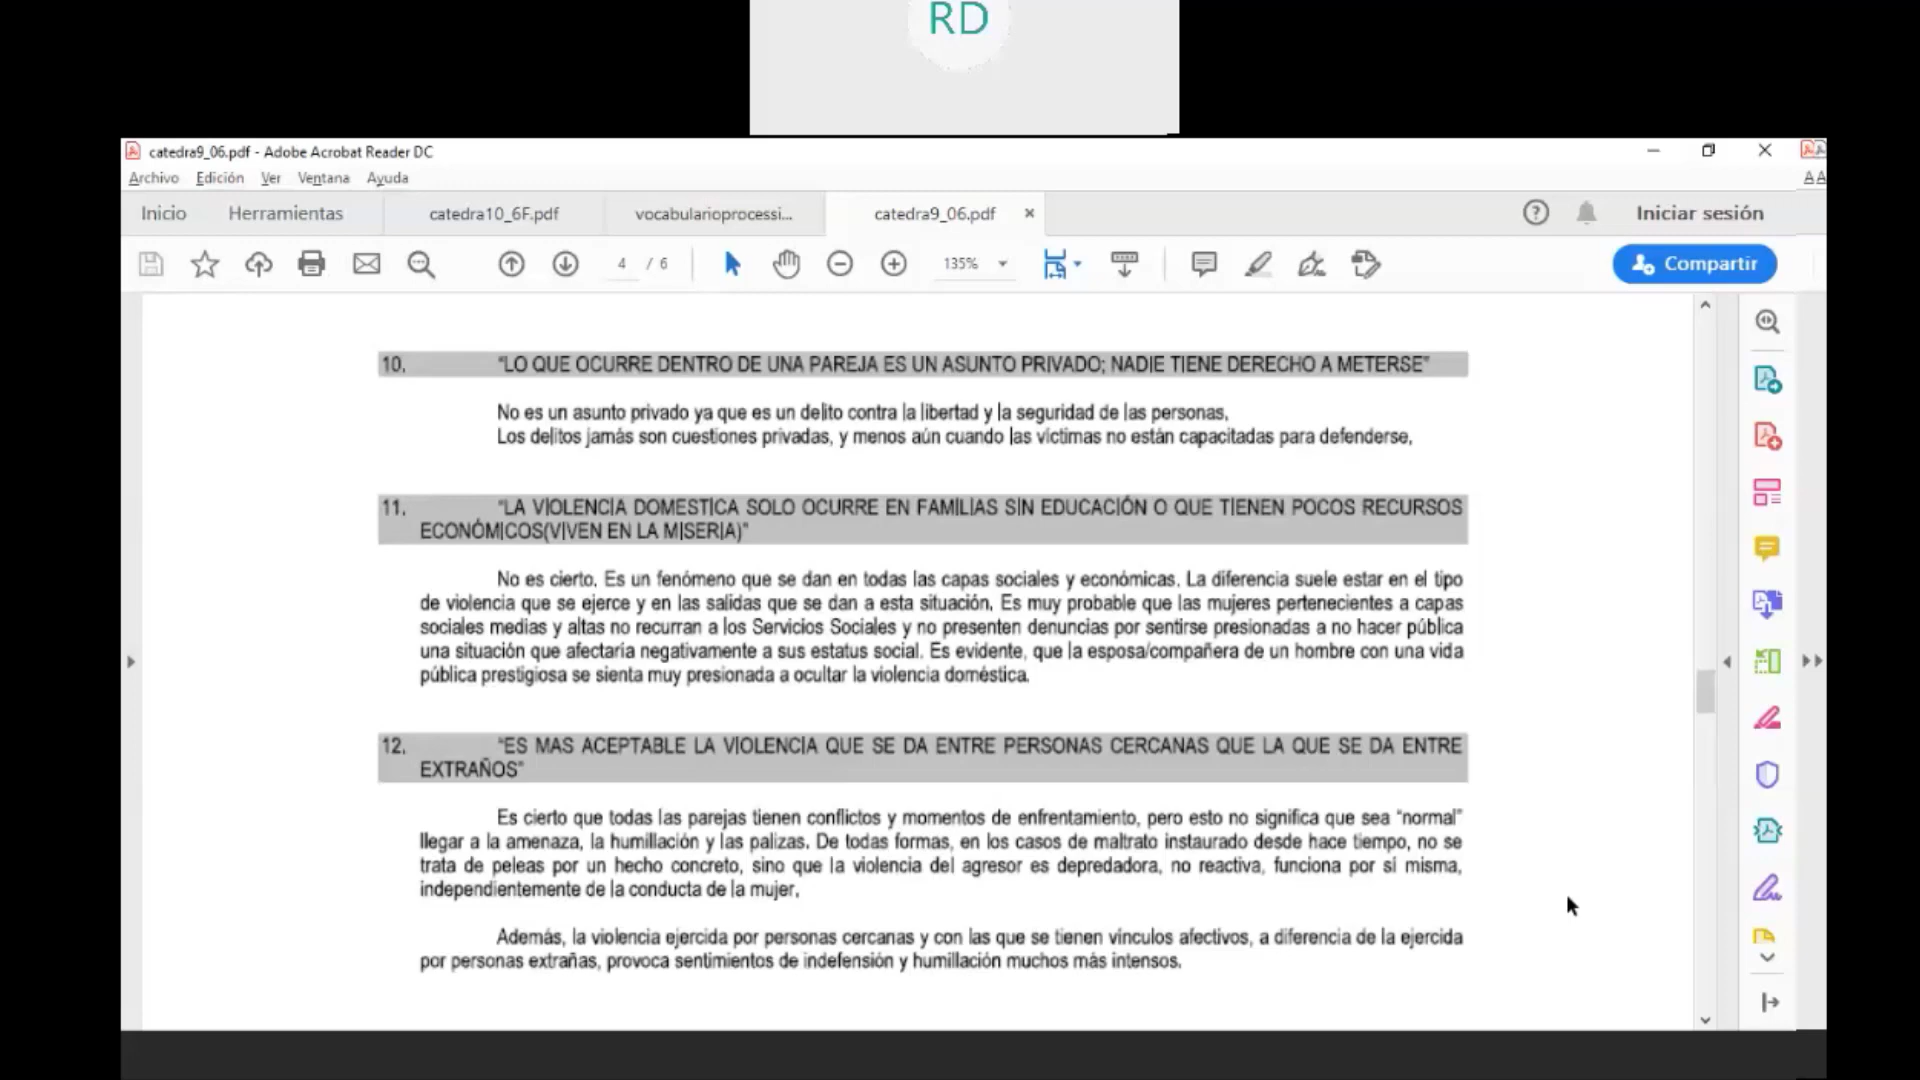 RD
catedra9_06.pdf - Adobe Acrobat Reader DC
Archivo Edición Ver Ventana Ayuda
Inicio Herramientas catedra10_6F.pdf vocabularioprocessi... catedra9_06.pdf × Iniciar sesión
4 / 6 135% Compartir
10. "LO QUE OCURRE DENTRO DE UNA PAREJA ES UN ASUNTO PRIVADO; NADIE TIENE DERECHO A METERSE"
No es un asunto privado ya que es un delito contra la libertad y la seguridad de las personas.
Los delitos jamás son cuestiones privadas, y menos aún cuando las víctimas no están capacitadas para defenderse.
11. "LA VIOLENCIA DOMESTICA SOLO OCURRE EN FAMILIAS SIN EDUCACIÓN O QUE TIENEN POCOS RECURSOS
ECONÓMICOS(VIVEN EN LA MISERIA)"
No es cierto. Es un fenómeno que se dan en todas las capas sociales y económicas. La diferencia suele estar en el tipo
de violencia que se ejerce y en las salidas que se dan a esta situación. Es muy probable que las mujeres pertenecientes a capas
sociales medias y altas no recurran a los Servicios Sociales y no presenten denuncias por sentirse presionadas a no hacer pública
una situación que afectaría negativamente a sus estatus social. Es evidente, que la esposa/compañera de un hombre con una vida
pública prestigiosa se sienta muy presionada a ocultar la violencia doméstica.
12. "ES MAS ACEPTABLE LA VIOLENCIA QUE SE DA ENTRE PERSONAS CERCANAS QUE LA QUE SE DA ENTRE
EXTRAÑOS"
Es cierto que todas las parejas tienen conflictos y momentos de enfrentamiento, pero esto no significa que sea "normal"
llegar a la amenaza, la humillación y las palizas. De todas formas, en los casos de maltrato instaurado desde hace tiempo, no se
trata de peleas por un hecho concreto, sino que la violencia del agresor es depredadora, no reactiva, funciona por sí misma,
independientemente de la conducta de la mujer.
Además, la violencia ejercida por personas cercanas y con las que se tienen vínculos afectivos, a diferencia de la ejercida
por personas extrañas, provoca sentimientos de indefensión y humillación muchos más intensos.